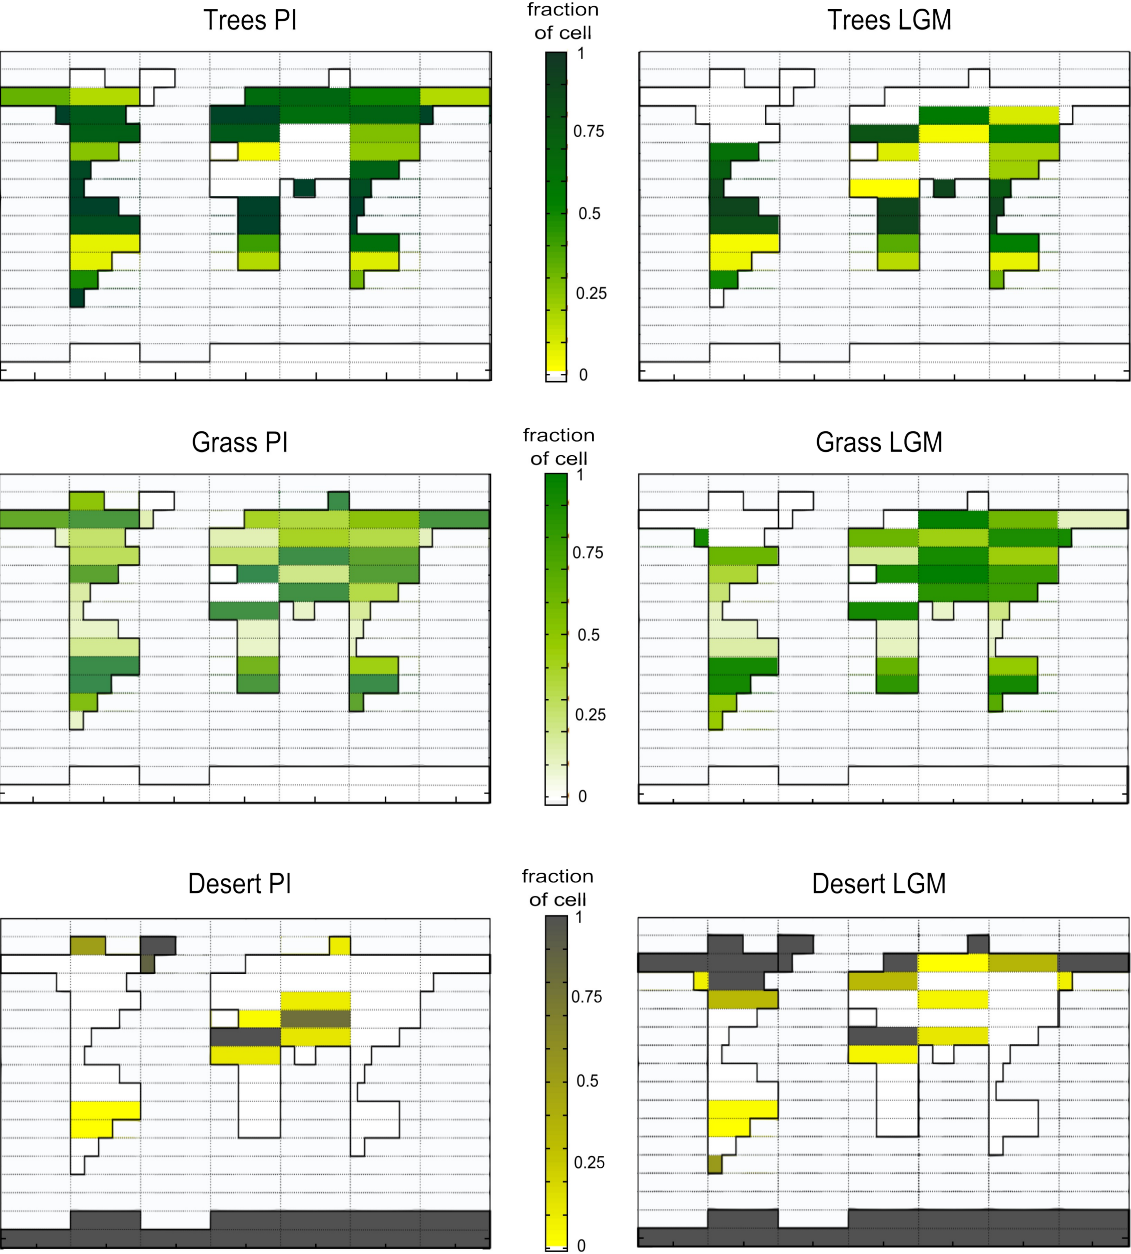 Trees PI
fraction
of cell
Trees LGM
1
0.75
0.5
0.25
0
Grass PI
fraction
of cell
Grass LGM
1
0.75
0.5
0.25
0
Desert PI
fraction
of cell
Desert LGM
1
0.75
0.5
0.25
0